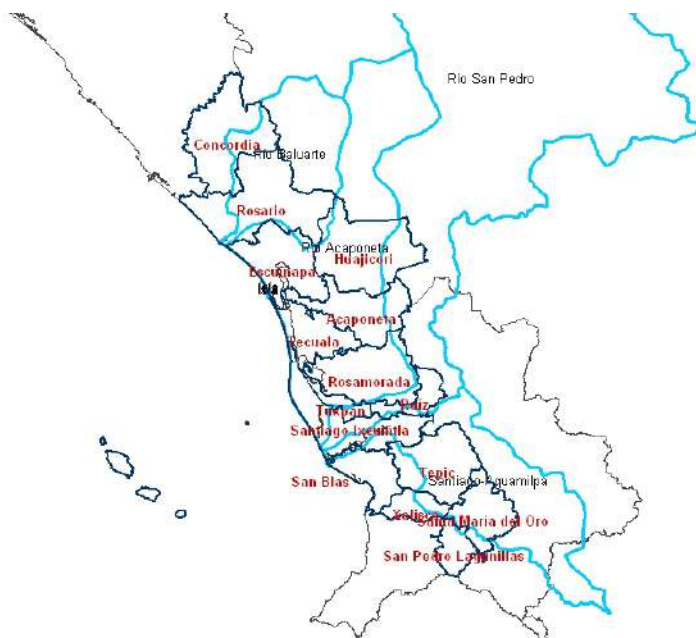 Río San Pedro
Concordia
Río Baluarte
Rosario
Río Acaponeta
Huajicori
Escuinapa
Isla
Acaponeta
Tecuala
Rosamorada
Ruiz
Tuxpan
Santiago Ixcuintla
Tepic
San Blas
Santiago Aguamilpa
Xalisco
Santa María del Oro
San Pedro Lagunillas